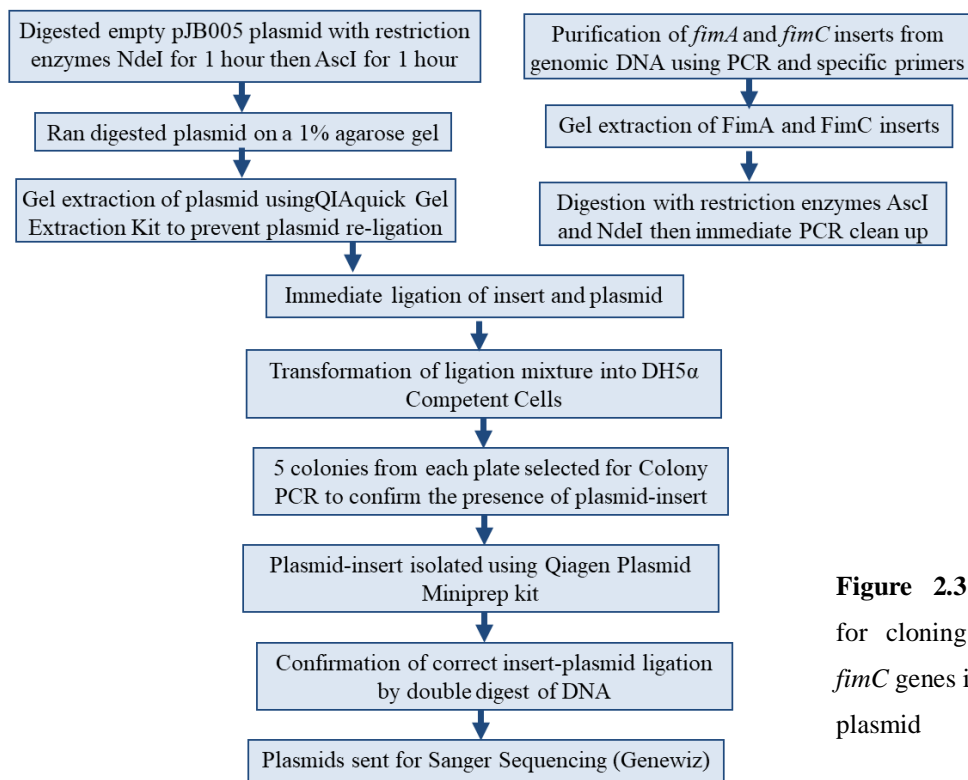 Digested empty pJB005 plasmid with restriction
enzymes NdeI for 1 hour then AscI for 1 hour
Ran digested plasmid on a 1% agarose gel
Gel extraction of plasmid usingQIAquick Gel
Extraction Kit to prevent plasmid re-ligation
Purification of fimA and fimC inserts from
genomic DNA using PCR and specific primers
Gel extraction of FimA and FimC inserts
Digestion with restriction enzymes AscI
and NdeI then immediate PCR clean up
Immediate ligation of insert and plasmid
Transformation of ligation mixture into DH5α
Competent Cells
5 colonies from each plate selected for Colony
PCR to confirm the presence of plasmid-insert
Plasmid-insert isolated using Qiagen Plasmid
Miniprep kit
Confirmation of correct insert-plasmid ligation
by double digest of DNA
Plasmids sent for Sanger Sequencing (Genewiz)
Figure 2.3
for cloning
fimC genes i
plasmid